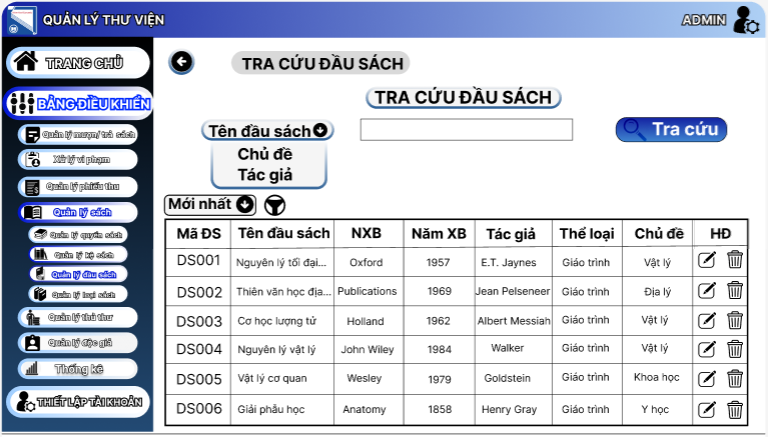 QUẢN LÝ THƯ VIỆN
ADMIN
TRANG CHỦ
BẢNG ĐIỀU KHIỂN
Quản lý mượn/ trả sách
Xử lý vi phạm
Quản lý phiếu thu
Quản lý sách
Quản lý quyển sách
Quản lý kệ sách
Quản lý đầu sách
Quản lý loại sách
Quản lý thủ thư
Quản lý độc giả
Thống kê
THIẾT LẬP TÀI KHOẢN
TRA CỨU ĐẦU SÁCH
TRA CỨU ĐẦU SÁCH
Tên đầu sách
Tra cứu
Chủ đề
Tác giả
Mới nhất
Mã ĐS Tên đầu sách NXB Năm XB Tác giả Thể loại Chủ đề HĐ
DS001 Nguyên lý tối đại... Oxford 1957 E.T. Jaynes Giáo trình Vật lý
DS002 Thiên văn học địa... Publications 1969 Jean Pelseneer Giáo trình Địa lý
DS003 Cơ học lượng tử Holland 1962 Albert Messiah Giáo trình Vật lý
DS004 Nguyên lý vật lý John Wiley 1984 Walker Giáo trình Vật lý
DS005 Vật lý cơ quan Wesley 1979 Goldstein Giáo trình Khoa học
DS006 Giải phẫu học Anatomy 1858 Henry Gray Giáo trình Y học